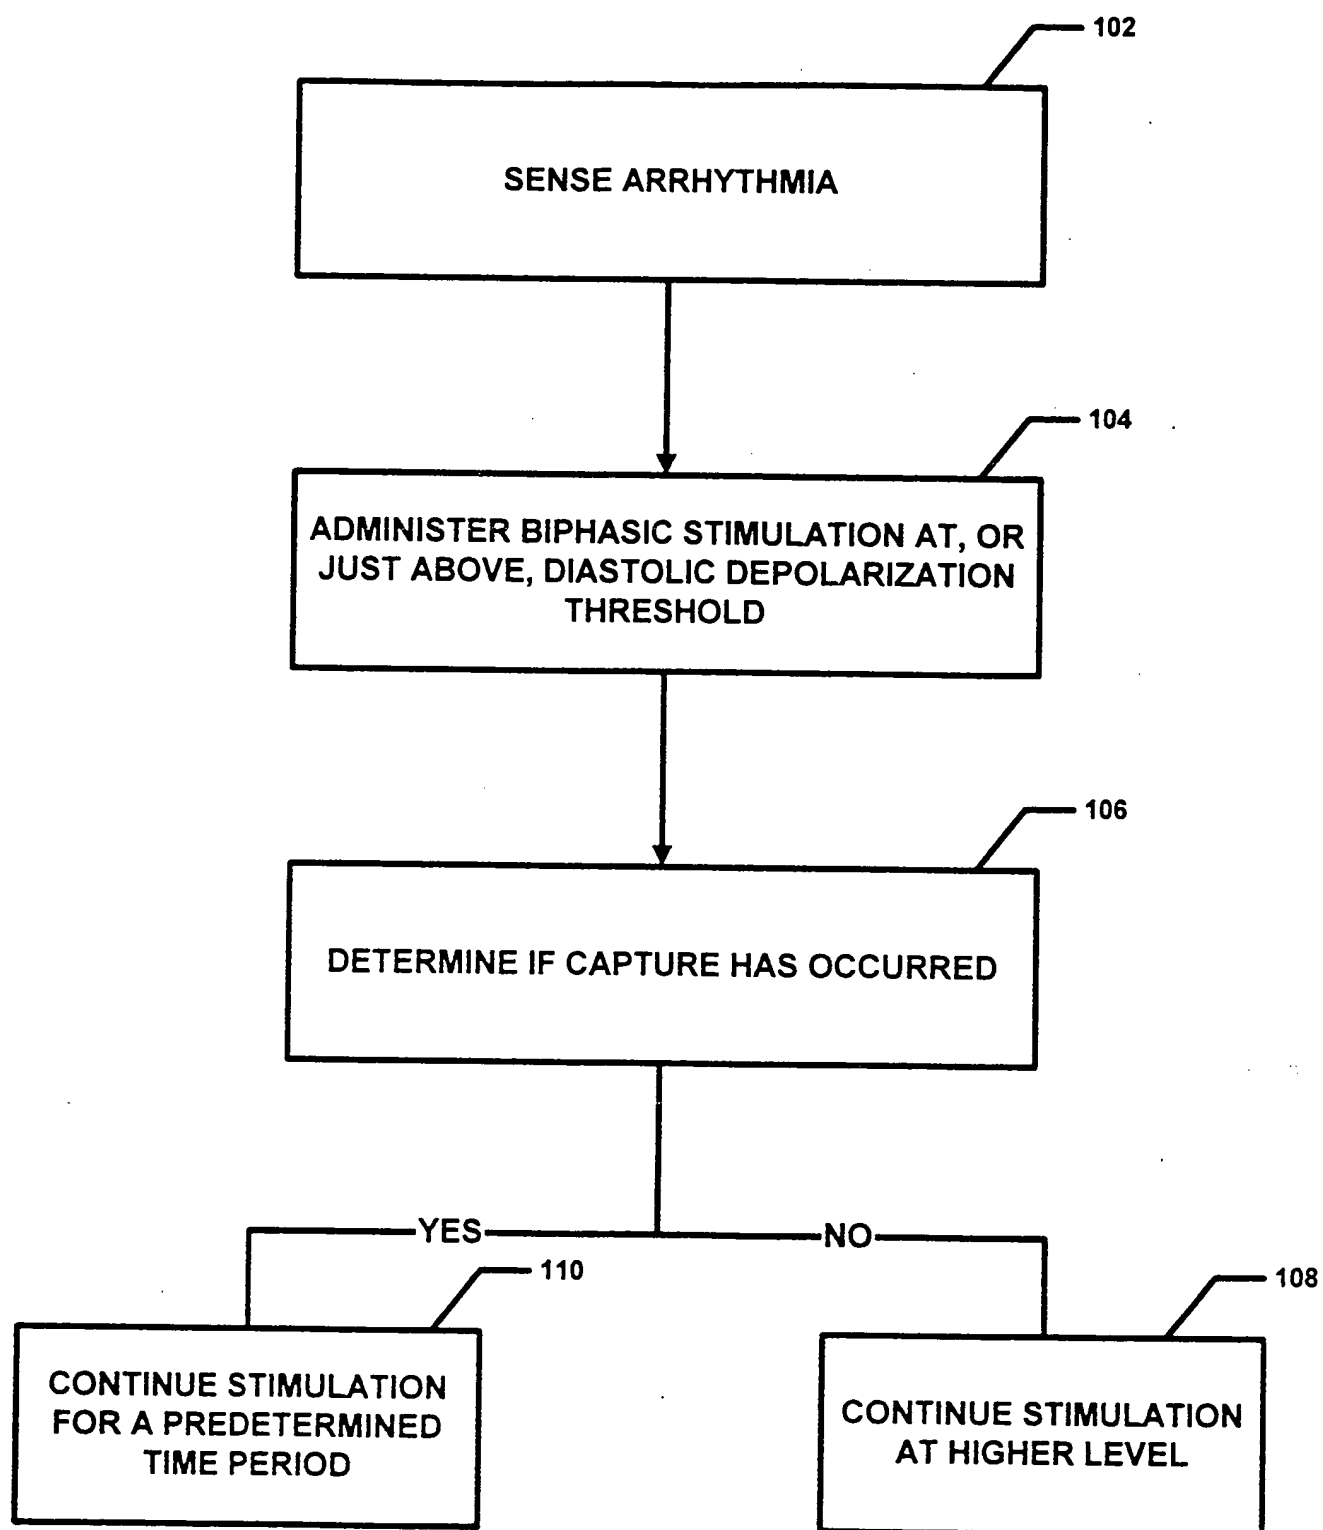 102
SENSE ARRHYTHMIA
104
ADMINISTER BIPHASIC STIMULATION AT, OR
JUST ABOVE, DIASTOLIC DEPOLARIZATION
THRESHOLD
106
DETERMINE IF CAPTURE HAS OCCURRED
YES
NO
110
108
CONTINUE STIMULATION
FOR A PREDETERMINED
TIME PERIOD
CONTINUE STIMULATION
AT HIGHER LEVEL